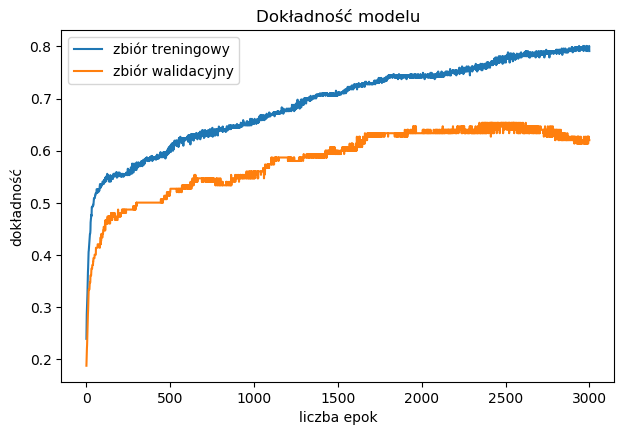 Dokładność modelu
zbiór treningowy
zbiór walidacyjny
dokładność
0.8
0.7
0.6
0.5
0.4
0.3
0.2
0
500
1000
1500
2000
2500
3000
liczba epok